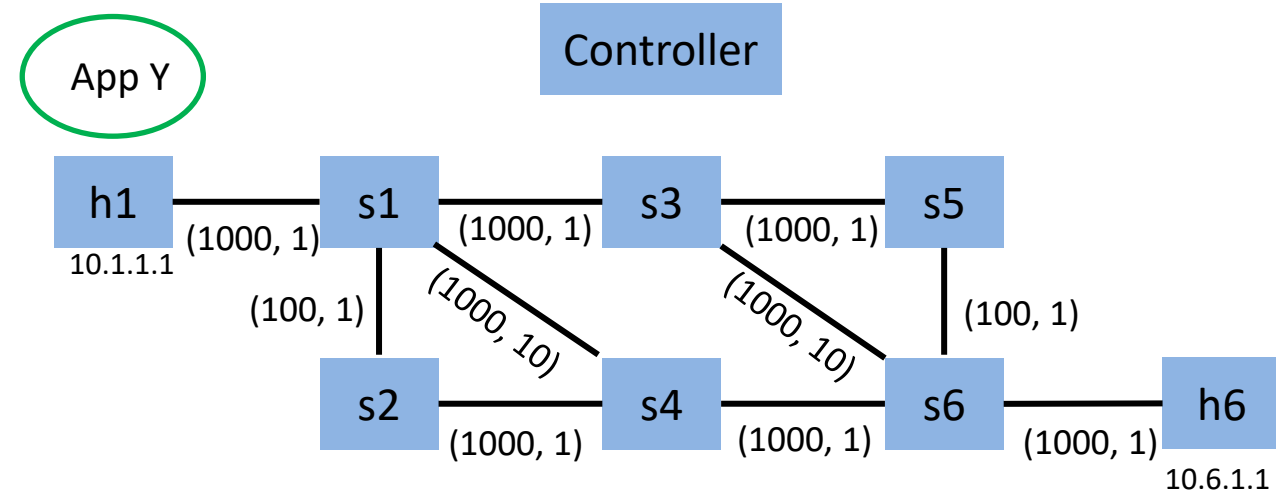 Controller
App Y
h1
s1
s3
s5
(1000, 1)
(1000, 1)
(1000, 1)
10.1.1.1
(100, 1)
(1000, 10)
(1000, 10)
(100, 1)
s2
s4
s6
h6
(1000, 1)
(1000, 1)
(1000, 1)
10.6.1.1